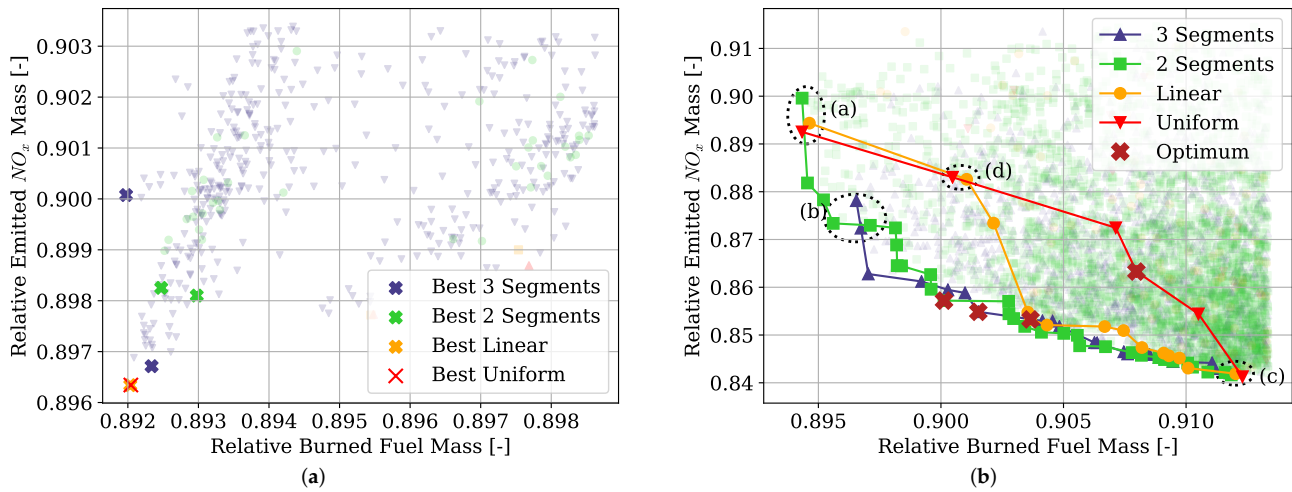 0.903
0.902
0.901
0.900
0.899
0.898
0.897
0.896
Relative Emitted NOx Mass [-]
Best 3 Segments
Best 2 Segments
Best Linear
Best Uniform
0.892 0.893 0.894 0.895 0.896 0.897 0.898
Relative Burned Fuel Mass [-]
(a)
0.91
0.90
0.89
0.88
0.87
0.86
0.85
0.84
Relative Emitted NOx Mass [-]
3 Segments
2 Segments
Linear
Uniform
Optimum
(a)
(d)
(b)
(c)
0.895 0.900 0.905 0.910
Relative Burned Fuel Mass [-]
(b)